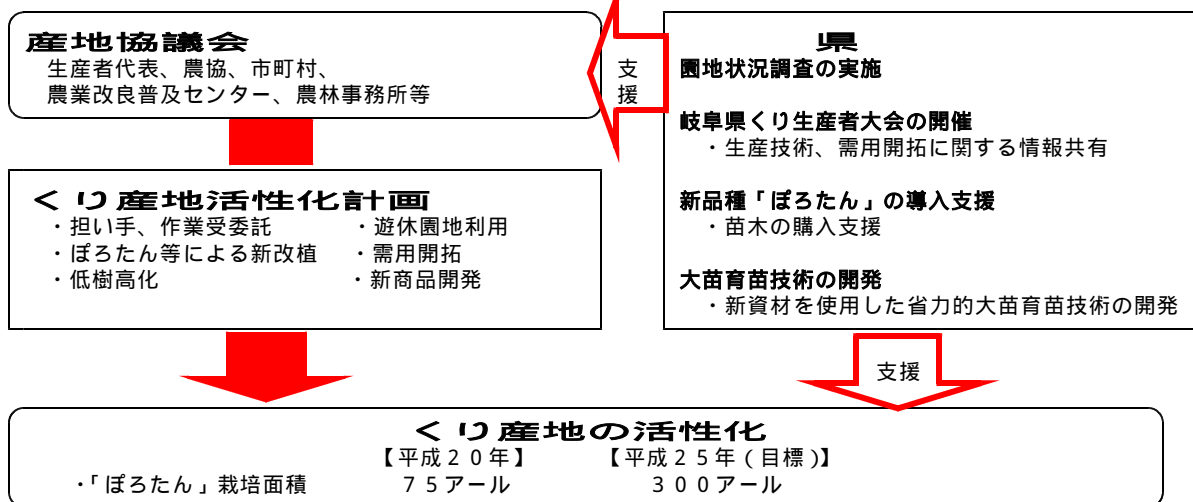 産地協議会
生産者代表、農協、市町村、
農業改良普及センター、農林事務所等
支
援
県
園地状況調査の実施
岐阜県くり生産者大会の開催
・生産技術、需用開拓に関する情報共有
新品種「ぽろたん」の導入支援
・苗木の購入支援
大苗育苗技術の開発
・新資材を使用した省力的大苗育苗技術の開発
くり産地活性化計画
・担い手、作業受委託 ・遊休園地利用
・ぽろたん等による新改植 ・需用開拓
・低樹高化 ・新商品開発
支援
くり産地の活性化
【平成20年】 【平成25年(目標)】
・「ぽろたん」栽培面積 75アール 300アール